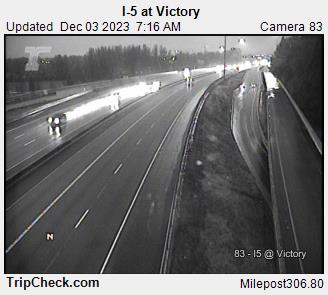 I-5 at Victory
Updated Dec 03 2023 7:16 AM Camera 83
T
N
83 - I5 @ Victory
TripCheck.com Milepost306.80